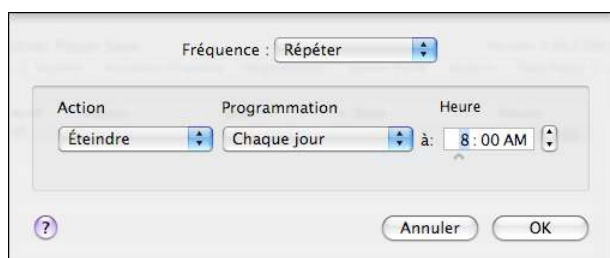 Fréquence : Répéter
Action Programmation Heure
Éteindre Chaque jour à: 8:00 AM
? Annuler OK